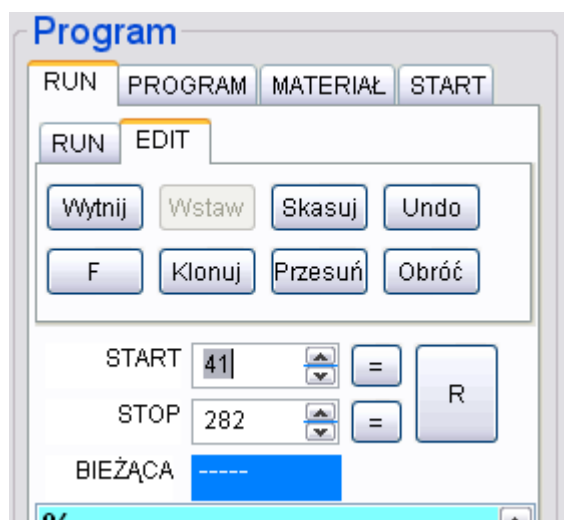 Program
RUN PROGRAM MATERIAŁ START
RUN EDIT
Wytnij Wstaw Skasuj Undo
F Klonuj Przesuń Obróć
START 41 =
R
STOP 282 =
BIEŻĄCA -----
%